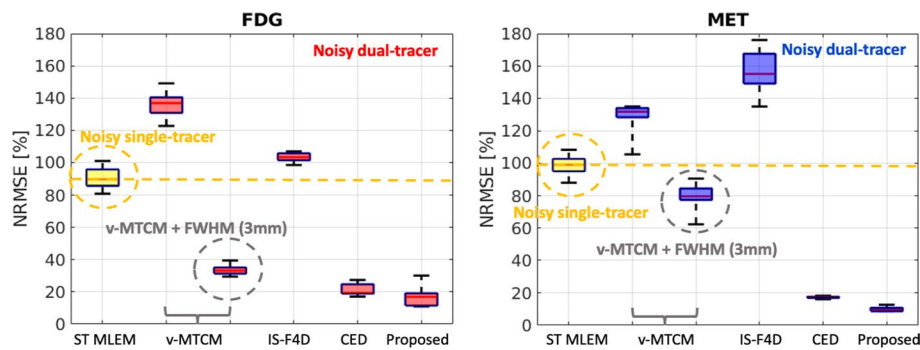 FDG
NRMSE [%]
180
160
140
120
100
80
60
40
20
0
Noisy dual-tracer
Noisy single-tracer
v-MTCM + FWHM (3mm)
ST MLEM
v-MTCM
IS-F4D
CED
Proposed
MET
NRMSE [%]
180
160
140
120
100
80
60
40
20
0
Noisy dual-tracer
Noisy single-tracer
v-MTCM + FWHM (3mm)
ST MLEM
v-MTCM
IS-F4D
CED
Proposed